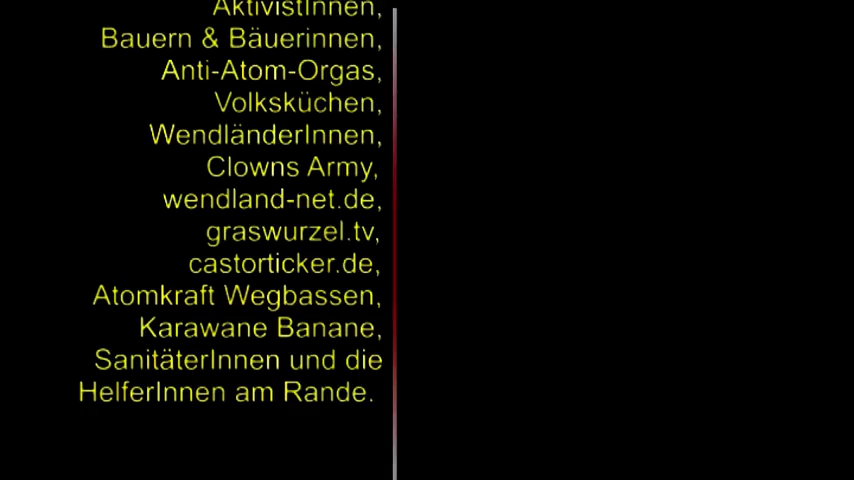 AktivistInnen,
Bauern & Bäuerinnen,
Anti-Atom-Orgas,
Volksküchen,
WendländerInnen,
Clowns Army,
wendland-net.de,
graswurzel.tv,
castorticker.de,
Atomkraft Wegbassen,
Karawane Banane,
SanitäterInnen und die
HelferInnen am Rande.